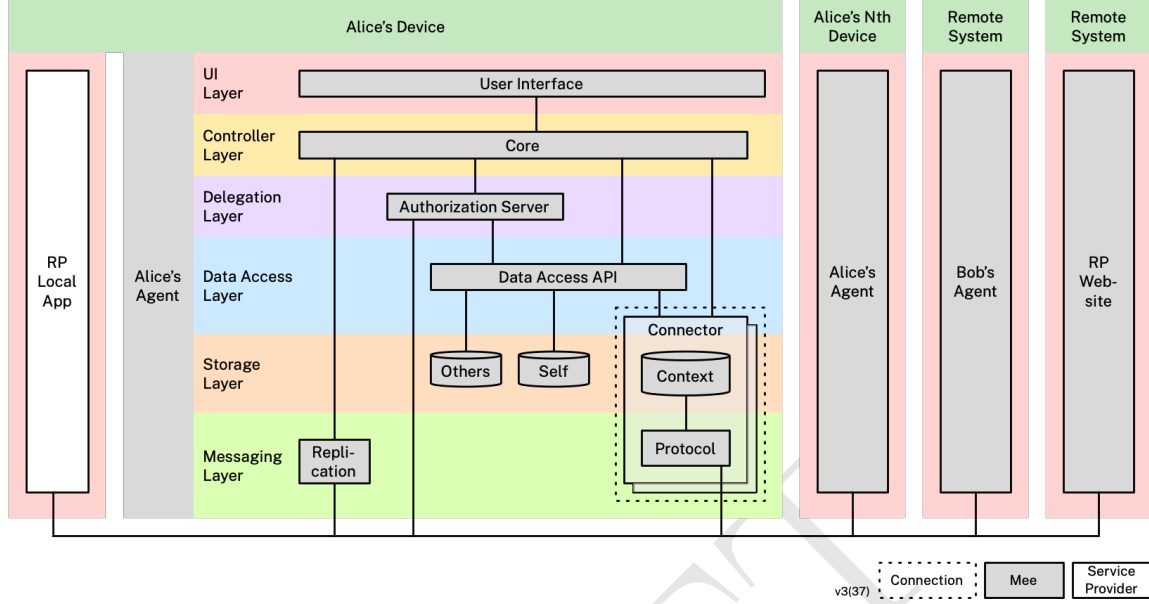 Alice's Device
Alice's Nth
Device
Remote
System
Remote
System
UI
Layer
User Interface
Controller
Layer
Core
Delegation
Layer
Authorization Server
RP
Local
App
Alice's
Agent
Data Access
Layer
Data Access API
Alice's
Agent
Bob's
Agent
RP
Web-
site
Connector
Storage
Layer
Others
Self
Context
Messaging
Layer
Repli-
cation
Protocol
v3(37)
Connection
Mee
Service
Provider